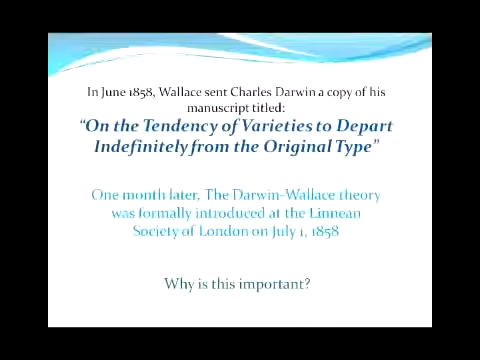 In June 1858, Wallace sent Charles Darwin a copy of his
manuscript titled:
“On the Tendency of Varieties to Depart
Indefinitely from the Original Type”
One month later, The Darwin-Wallace theory
was formally introduced at the Linnean
Society of London on July 1, 1858
Why is this important?